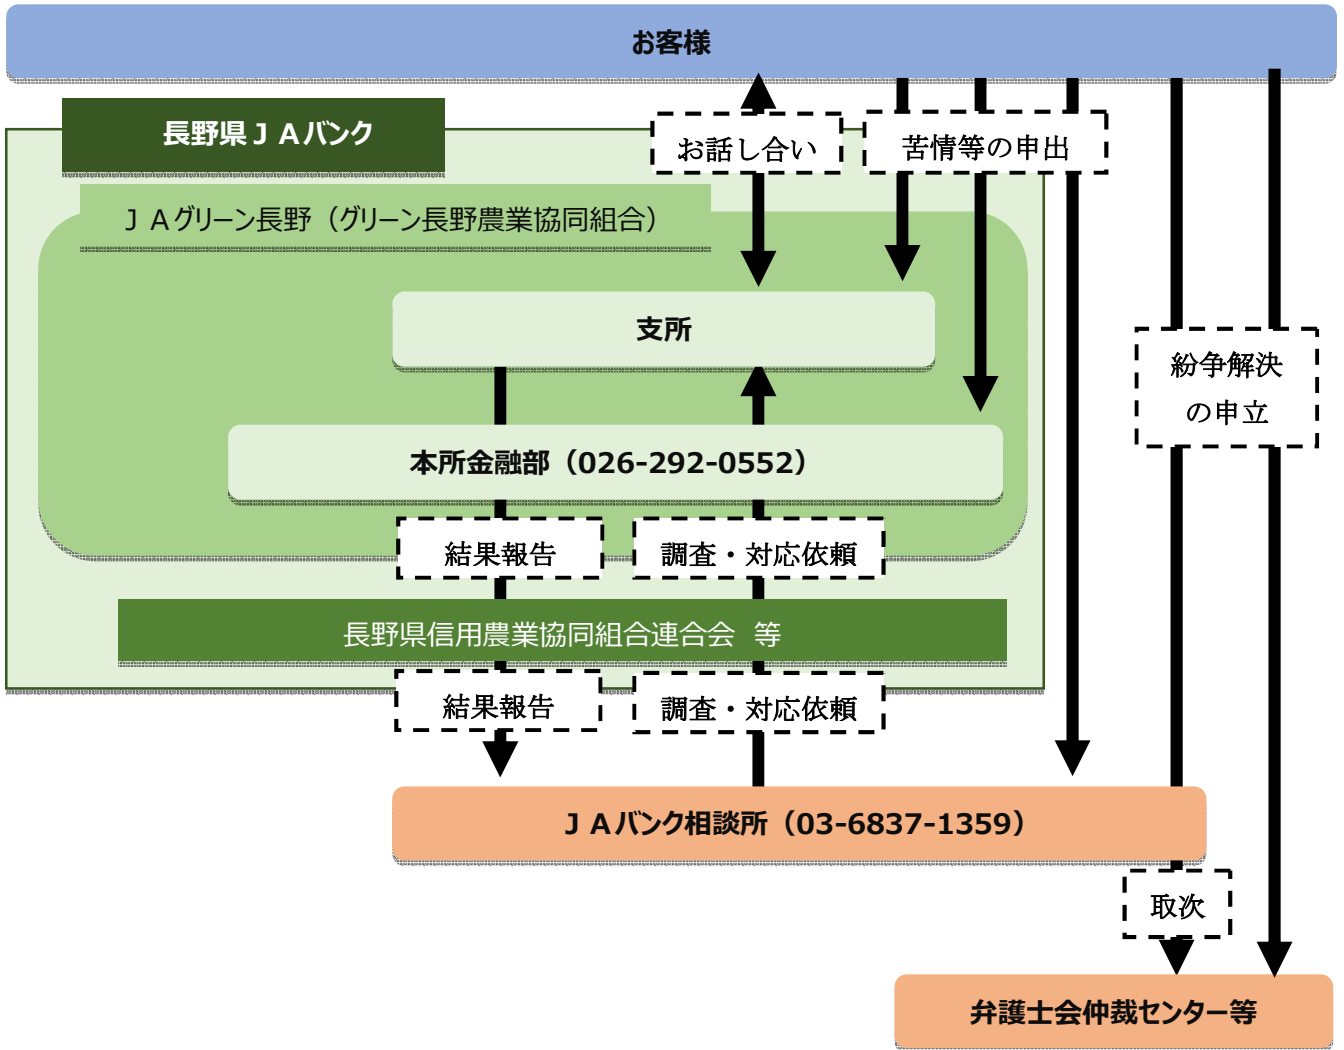 お客様
長野県ＪＡバンク
お話し合い
苦情等の申出
ＪＡグリーン長野（グリーン長野農業協同組合）
支所
紛争解決
の申立
本所金融部（026-292-0552）
結果報告
調査・対応依頼
長野県信用農業協同組合連合会　等
結果報告
調査・対応依頼
ＪＡバンク相談所（03-6837-1359）
取次
弁護士会仲裁センター等